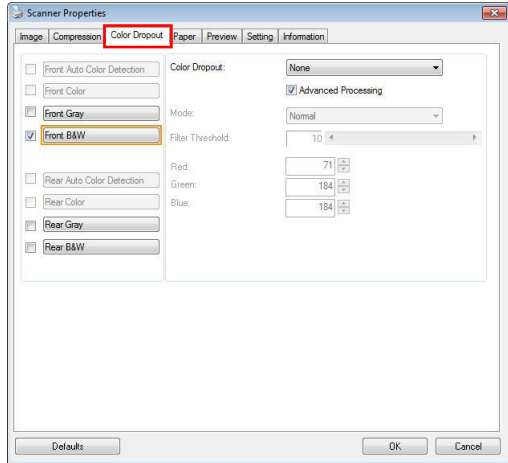 Scanner Properties
Image Compression Color Dropout Paper Preview Setting Information
Front Auto Color Detection
Front Color
Front Gray
Front B&W
Rear Auto Color Detection
Rear Color
Rear Gray
Rear B&W
Color Dropout: None
Advanced Processing
Mode: Normal
Filter Threshold: 10
Red: 71
Green: 184
Blue: 184
Defaults OK Cancel